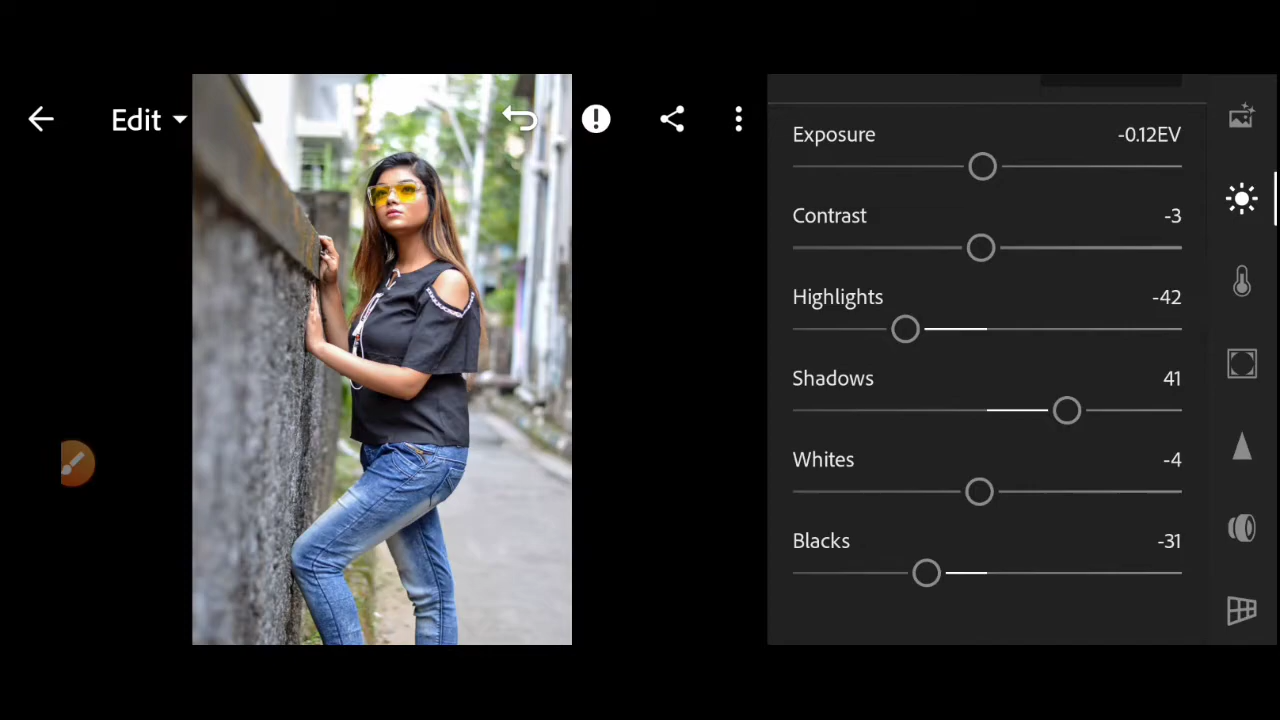 Edit
Exposure -0.12EV
Contrast -3
Highlights -42
Shadows 41
Whites -4
Blacks -31